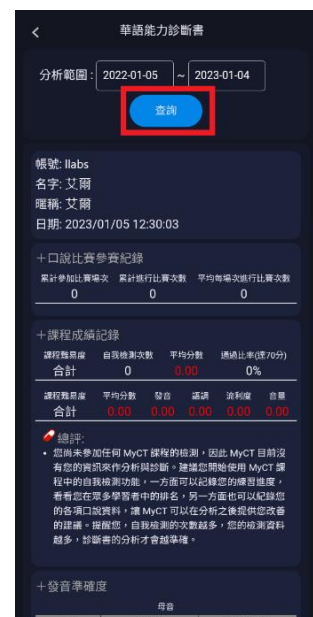 華語能力診斷書
分析範圍: 2022-01-05 ~ 2023-01-04
查詢
帳號: llabs
名字: 艾爾
暱稱: 艾爾
日期: 2023/01/05 12:30:03
+口說比賽參賽紀錄
累計參加比賽場次 累計進行比賽次數 平均每場次進行比賽次數
0 0 0
+課程成績記錄
課程難易度 自我檢測次數 平均分數 通過比率(達70分)
合計 0 0.00 0%
課程難易度 平均分數 發音 語調 流利度 音量
合計 0.00 0.00 0.00 0.00 0.00
總評:
• 您尚未參加任何 MyCT 課程的檢測，因此 MyCT 目前沒
有您的資訊來作分析與診斷。建議您開始使用 MyCT 課
程中的自我檢測功能，一方面可以記錄您的練習進度，
看看您在眾多學習者中的排名，另一方面也可以紀錄您
的各項口說資料，讓 MyCT 可以在分析之後提供您改善
的建議。提醒您，自我檢測的次數越多，您的檢測資料
越多，診斷書的分析才會越準確。
+發音準確度
母音